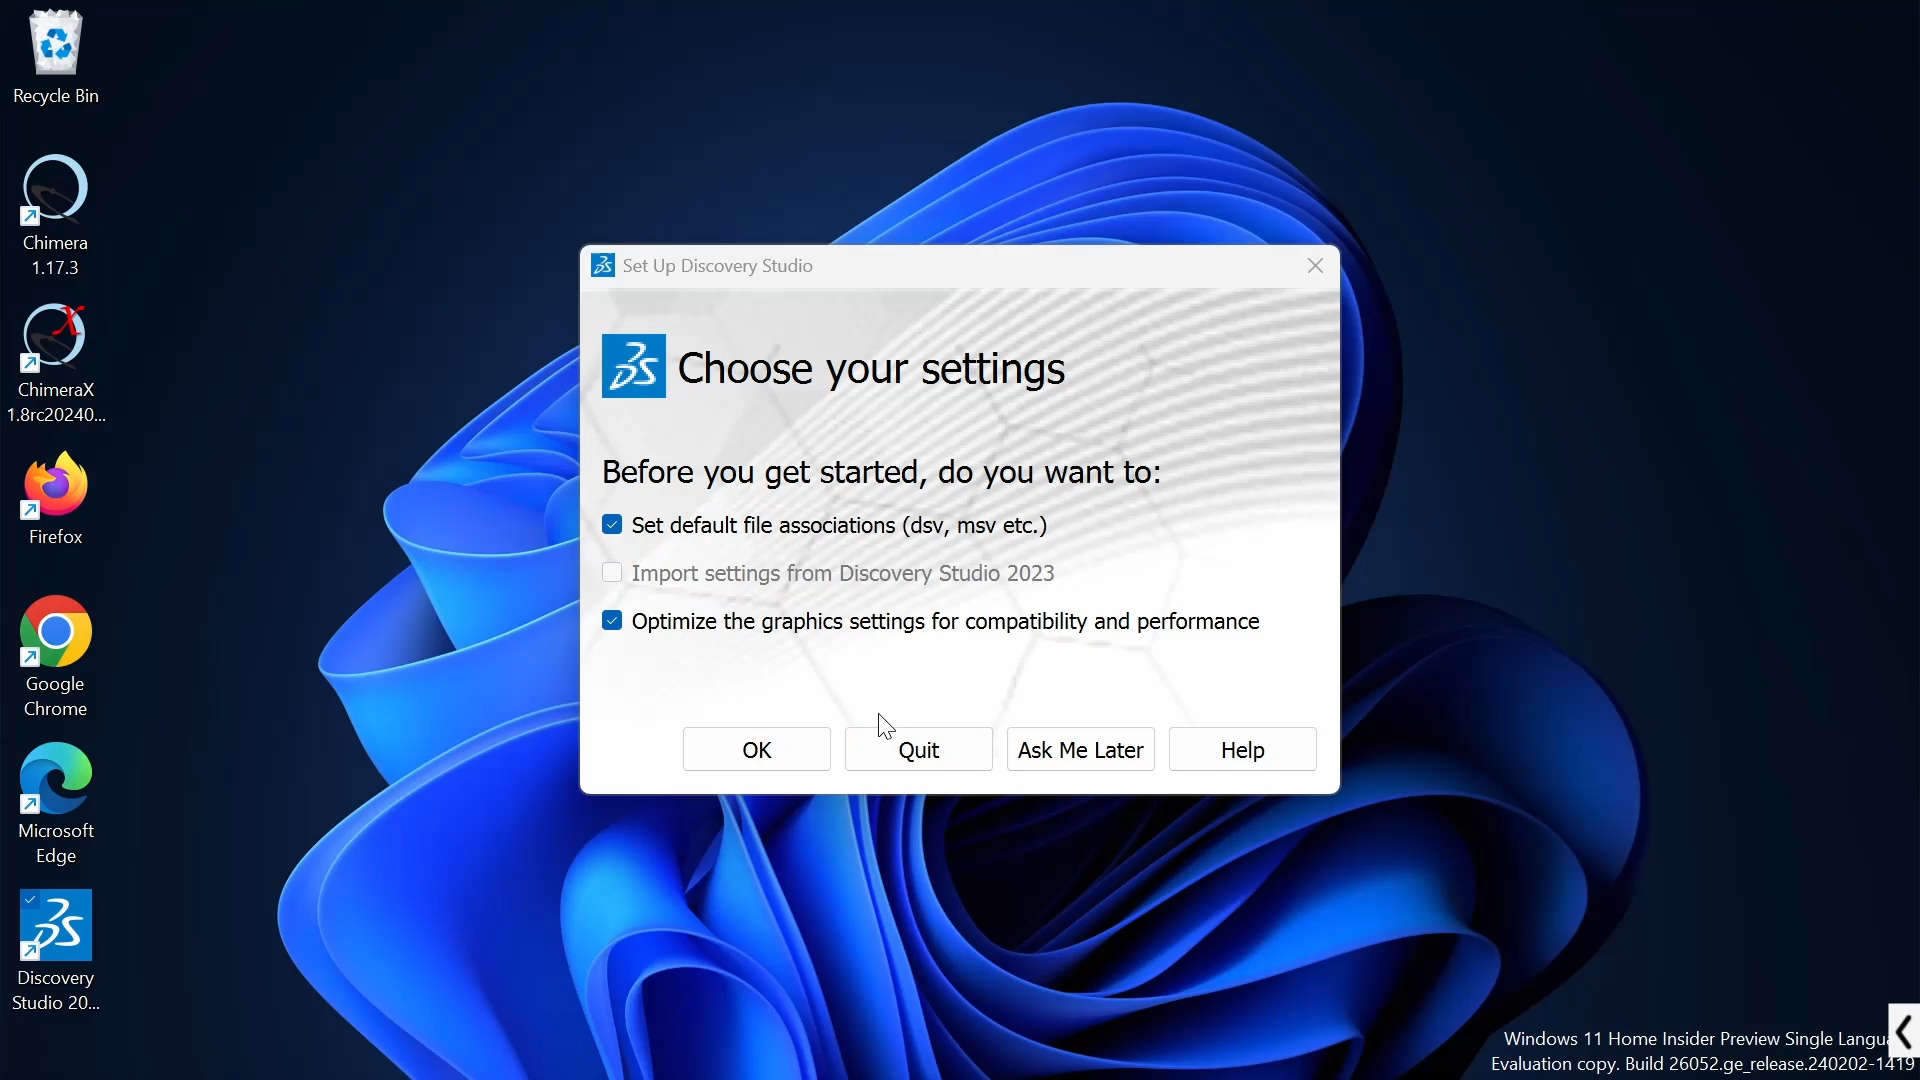 Recycle Bin
Chimera
1.17.3
ChimeraX
1.8rc20240...
Firefox
Google
Chrome
Microsoft
Edge
Discovery
Studio 20...
Set Up Discovery Studio
Choose your settings
Before you get started, do you want to:
Set default file associations (dsv, msv etc.)
Import settings from Discovery Studio 2023
Optimize the graphics settings for compatibility and performance
OK
Quit
Ask Me Later
Help
Windows 11 Home Insider Preview Single Langua
Evaluation copy. Build 26052.ge_release.240202-1419